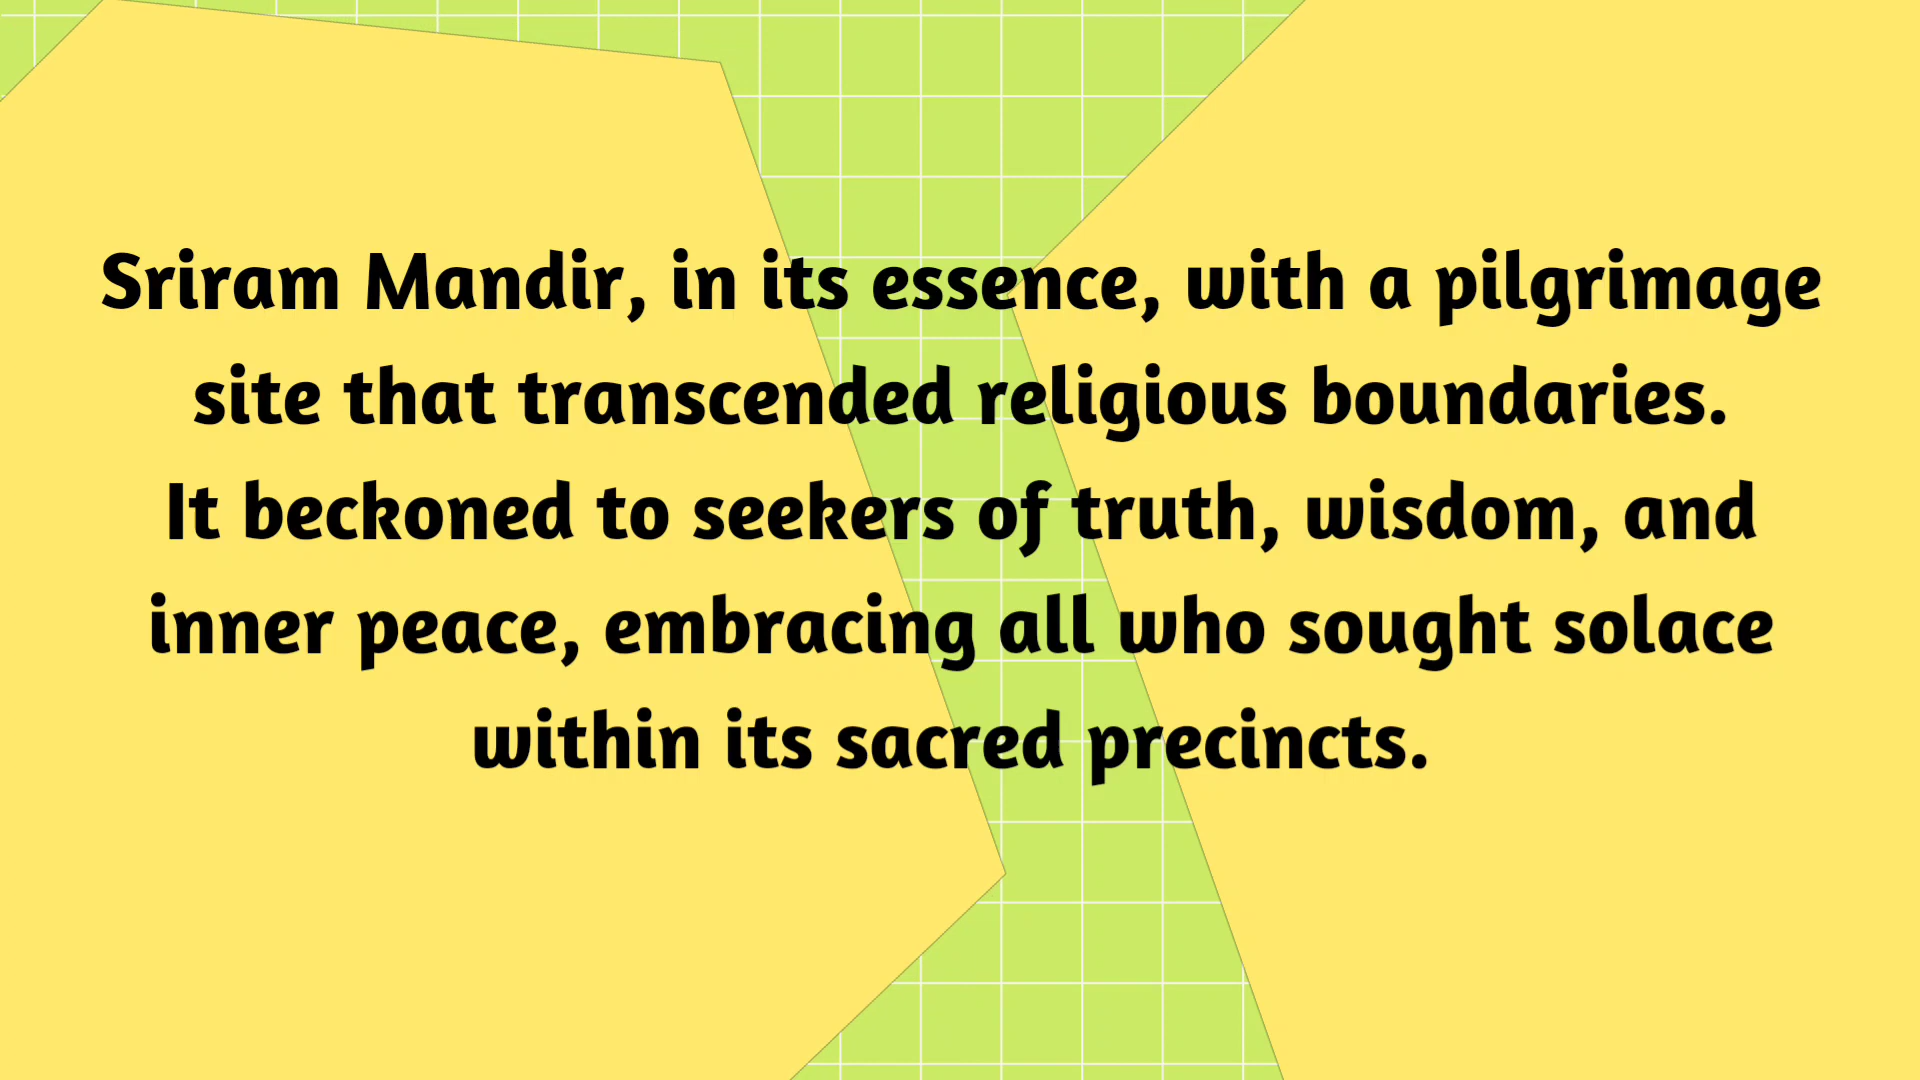 Sriram Mandir, in its essence, with a pilgrimage
site that transcended religious boundaries.
It beckoned to seekers of truth, wisdom, and
inner peace, embracing all who sought solace
within its sacred precincts.